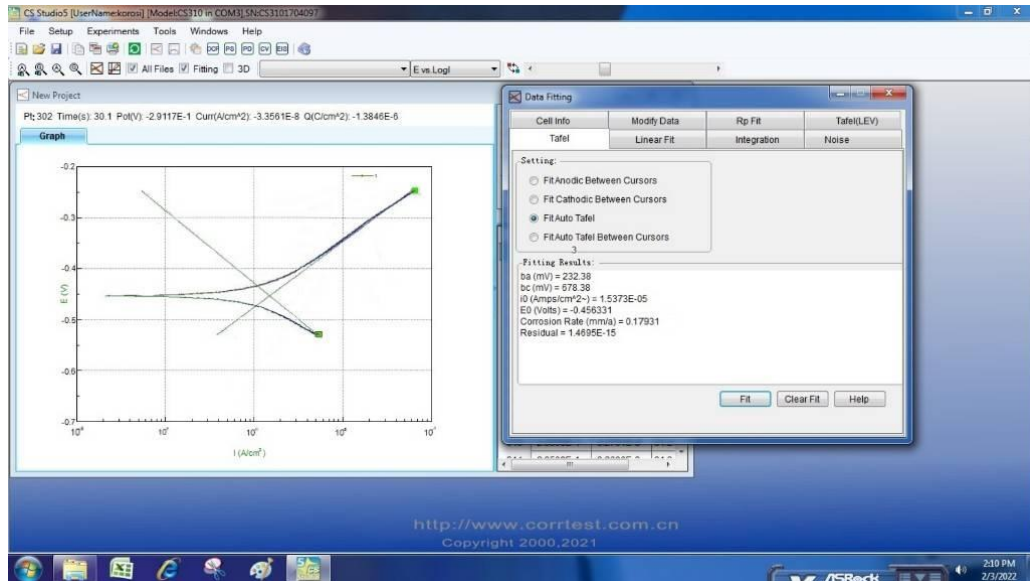 CS Studio5 [UserName:korosi] [Model:CS310 in COM3],SN:CS3101704097
File Setup Experiments Tools Windows Help
OCP PS PD CV EIS
All Files Fitting 3D E vs.LogI
New Project
Pt: 302 Time(s): 30.1 Pot(V): -2.9117E-1 Curr(A/cm^2): -3.3561E-8 Q(C/cm^2): -1.3846E-6
Graph
-0.2
-0.3
-0.4
-0.5
-0.6
-0.7
E (V)
I (A/cm²)
Data Fitting
Cell Info Modify Data Rp Fit Tafel(LEV)
Tafel Linear Fit Integration Noise
Setting:
Fit Anodic Between Cursors
Fit Cathodic Between Cursors
Fit Auto Tafel
Fit Auto Tafel Between Cursors
3
Fitting Results:
ba (mV) = 232.38
bc (mV) = 678.38
i0 (Amps/cm^2~) = 1.5373E-05
E0 (Volts) = -0.456331
Corrosion Rate (mm/a) = 0.17931
Residual = 1.4695E-15
Fit Clear Fit Help
http://www.corrtest.com.cn
Copyright 2000,2021
ASRock
2:10 PM
2/3/2022